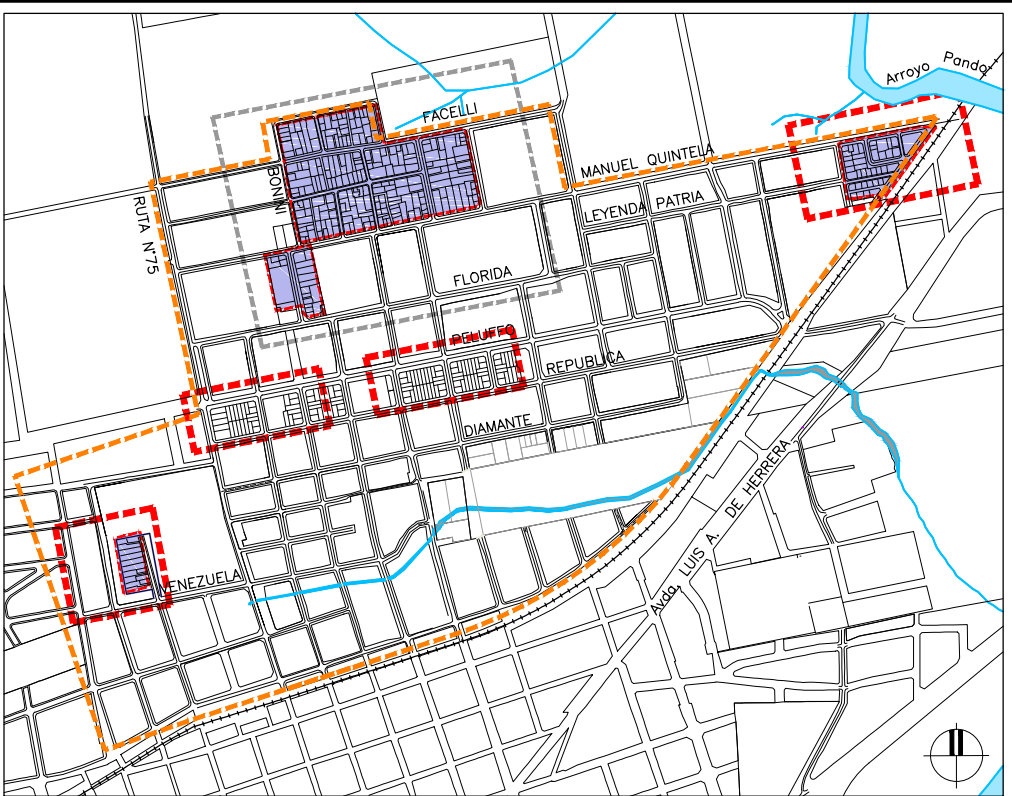 Arroyo Pando
FACELLI
MANUEL QUINTELA
BONINI
RUTA N°75
LEYENDA PATRIA
FLORIDA
PELUFFO
REPUBLICA
DIAMANTE
VENEZUELA
Avda. LUIS A. DE HERRERA